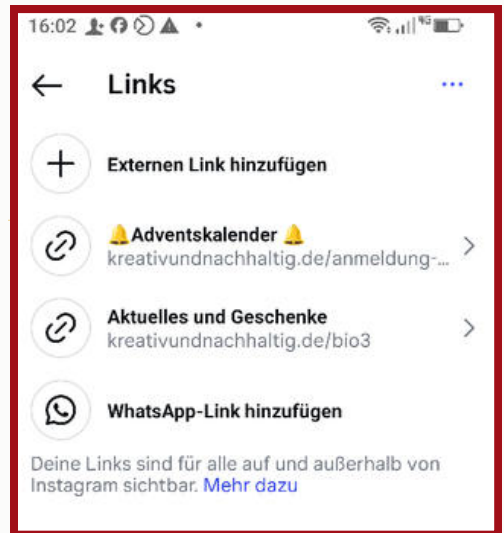 16:02
4G
Links
Externen Link hinzufügen
🔔Adventskalender 🔔
kreativundnachhaltig.de/anmeldung-...
Aktuelles und Geschenke
kreativundnachhaltig.de/bio3
WhatsApp-Link hinzufügen
Deine Links sind für alle auf und außerhalb von
Instagram sichtbar. Mehr dazu